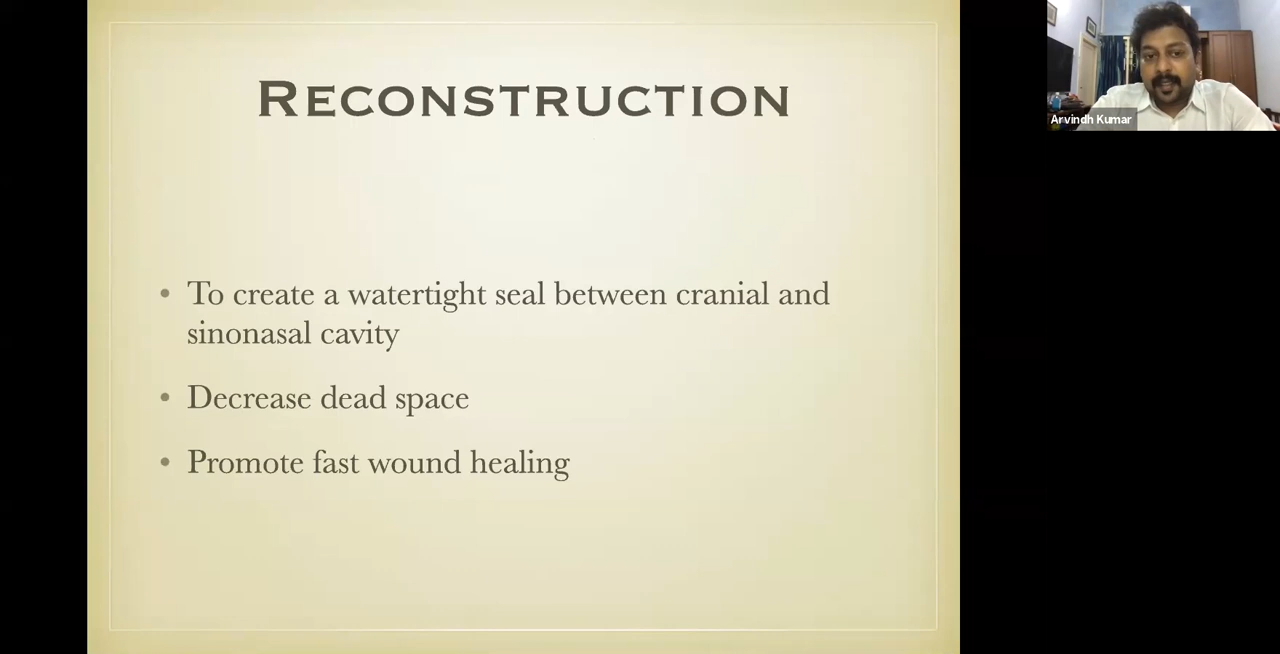 RECONSTRUCTION
Arvindh Kumar
• To create a watertight seal between cranial and
sinonasal cavity
• Decrease dead space
• Promote fast wound healing